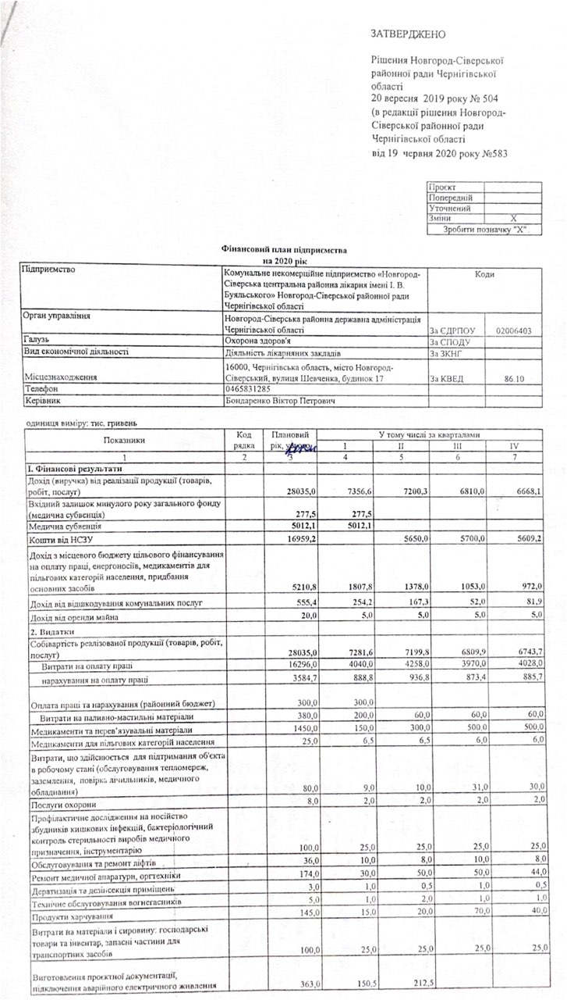 ЗАТВЕРДЖЕНО
Рішення Новгород-Сіверської
районної ради Чернігівської
області
20 вересня 2019 року № 504
(в редакції рішення Новгород-
Сіверської районної ради
Чернігівської області
від 19 червня 2020 року №583
Проєкт
Попередній
Уточнений
Зміни X
Зробити позначку "X".
Фінансовий план підприємства
на 2020 рік
Підприємство Комунальне некомерційне підприємство «Новгород- Коди
Сіверська центральна районна лікарня імені І. В.
Буяльського» Новгород-Сіверської районної ради
Чернігівської області
Орган управління Новгород-Сіверська районна державна адміністрація
Чернігівської області За ЄДРПОУ 02006403
Галузь Охорона здоров'я За СПОДУ
Вид економічної діяльності Діяльність лікарняних закладів За ЗКНГ
16000, Чернігівська область, місто Новгород-
Місцезнаходження Сіверський, вулиця Шевченка, будинок 17 За КВЕД 86.10
Телефон 0465831285
Керівник Бондаренко Віктор Петрович
одиниця виміру: тис, гривень
Показники Код Плановий У тому числі за кварталами
рядка рік, I II III IV
1 2 3 4 5 6 7
I. Фінансові результати
Дохід (виручка) від реалізації продукції (товарів,
робіт, послуг) 28035,0 7356,6 7200,3 6810,0 6668,1
Вхідний залишок минулого року загального фонду
(медична субвенція) 277,5 277,5
Медична субвенція 5012,1 5012,1
Кошти від НСЗУ 16959,2 5650,0 5700,0 5609,2
Дохід з місцевого бюджету цільового фінансування
на оплату праці, енергоносіїв, медикаментів для
пільгових категорій населення, придбання
основних засобів 5210,8 1807,8 1378,0 1053,0 972,0
Дохід від відшкодування комунальних послуг 555,4 254,2 167,3 52,0 81,9
Дохід від оренди майна 20,0 5,0 5,0 5,0 5,0
2. Видатки
Собівартість реалізованої продукції (товарів, робіт,
послуг) 28035,0 7281,6 7199,8 6809,9 6743,7
Витрати на оплату праці 16296,0 4040,0 4258,0 3970,0 4028,0
нарахування на оплату праці 3584,7 888,8 936,8 873,4 885,7
Оплата праці та нарахування (районний бюджет) 300,0 300,0
Витрати на паливно-мастильні матеріали 380,0 200,0 60,0 60,0 60,0
Медикаменти та перев'язувальні матеріали 1450,0 150,0 300,0 500,0 500,0
Медикаменти для пільгових категорій населення 25,0 6,5 6,5 6,0 6,0
Витрати, що здійснюється для підтримання об'єкта
в робочому стані (обслуговування тепломереж,
заземлення, повірка лічильників, медичного
обладнання) 80,0 9,0 10,0 31,0 30,0
Послуги охорони 8,0 2,0 2,0 2,0 2,0
Профілактичне дослідження на носійство
збудників кишкових інфекцій, бактеріологічний
контроль стерильності виробів медичного
призначення, інструментарію 100,0 25,0 25,0 25,0 25,0
Обслуговування та ремонт ліфтів 36,0 10,0 8,0 10,0 8,0
Ремонт медичної апаратури, оргтехніки 174,0 30,0 50,0 50,0 44,0
Дератизація та дезінсекція приміщень 3,0 1,0 0,5 1,0 0,5
Технічне обслуговування вогнегасників 5,0 1,0 2,0 1,0 1,0
Продукти харчування 145,0 15,0 20,0 70,0 40,0
Витрати на матеріали і сировину: господарські
товари та інвентар, запасні частини для
транспортних засобів 100,0 25,0 25,0 25,0 25,0
Виготовлення проєктної документації,
підключення аварійного електричного живлення 363,0 150,5 212,5